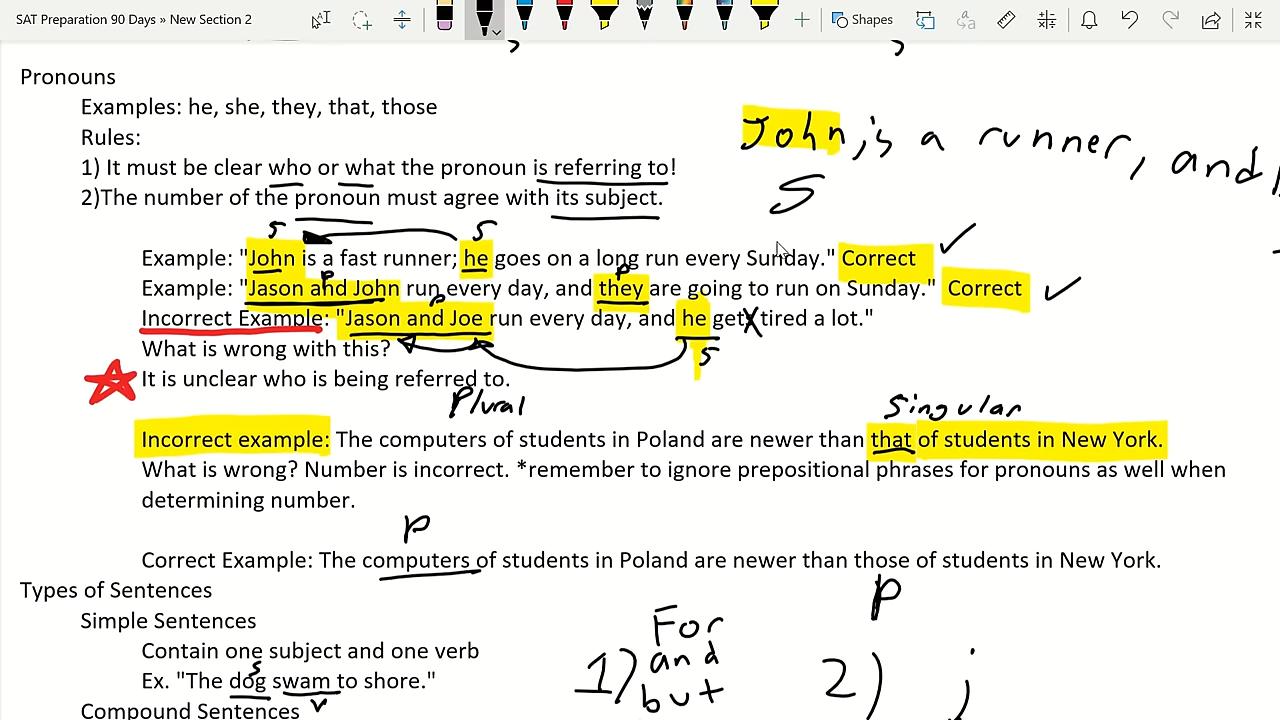 SAT Preparation 90 Days » New Section 2
Shapes
Pronouns
Examples: he, she, they, that, those
Rules:
1) It must be clear who or what the pronoun is referring to!
2)The number of the pronoun must agree with its subject.
John, is a runner, and
S
S S
Example: "John is a fast runner; he goes on a long run every Sunday." Correct
P P
Example: "Jason and John run every day, and they are going to run on Sunday." Correct
P
Incorrect Example: "Jason and Joe run every day, and he gets tired a lot."
What is wrong with this?
S
It is unclear who is being referred to.
Plural Singular
Incorrect example: The computers of students in Poland are newer than that of students in New York.
What is wrong? Number is incorrect. *remember to ignore prepositional phrases for pronouns as well when
determining number.
P
Correct Example: The computers of students in Poland are newer than those of students in New York.
P
Types of Sentences
Simple Sentences
Contain one subject and one verb
S
Ex. "The dog swam to shore."
V
Compound Sentences
For
1) and
but
2) ;